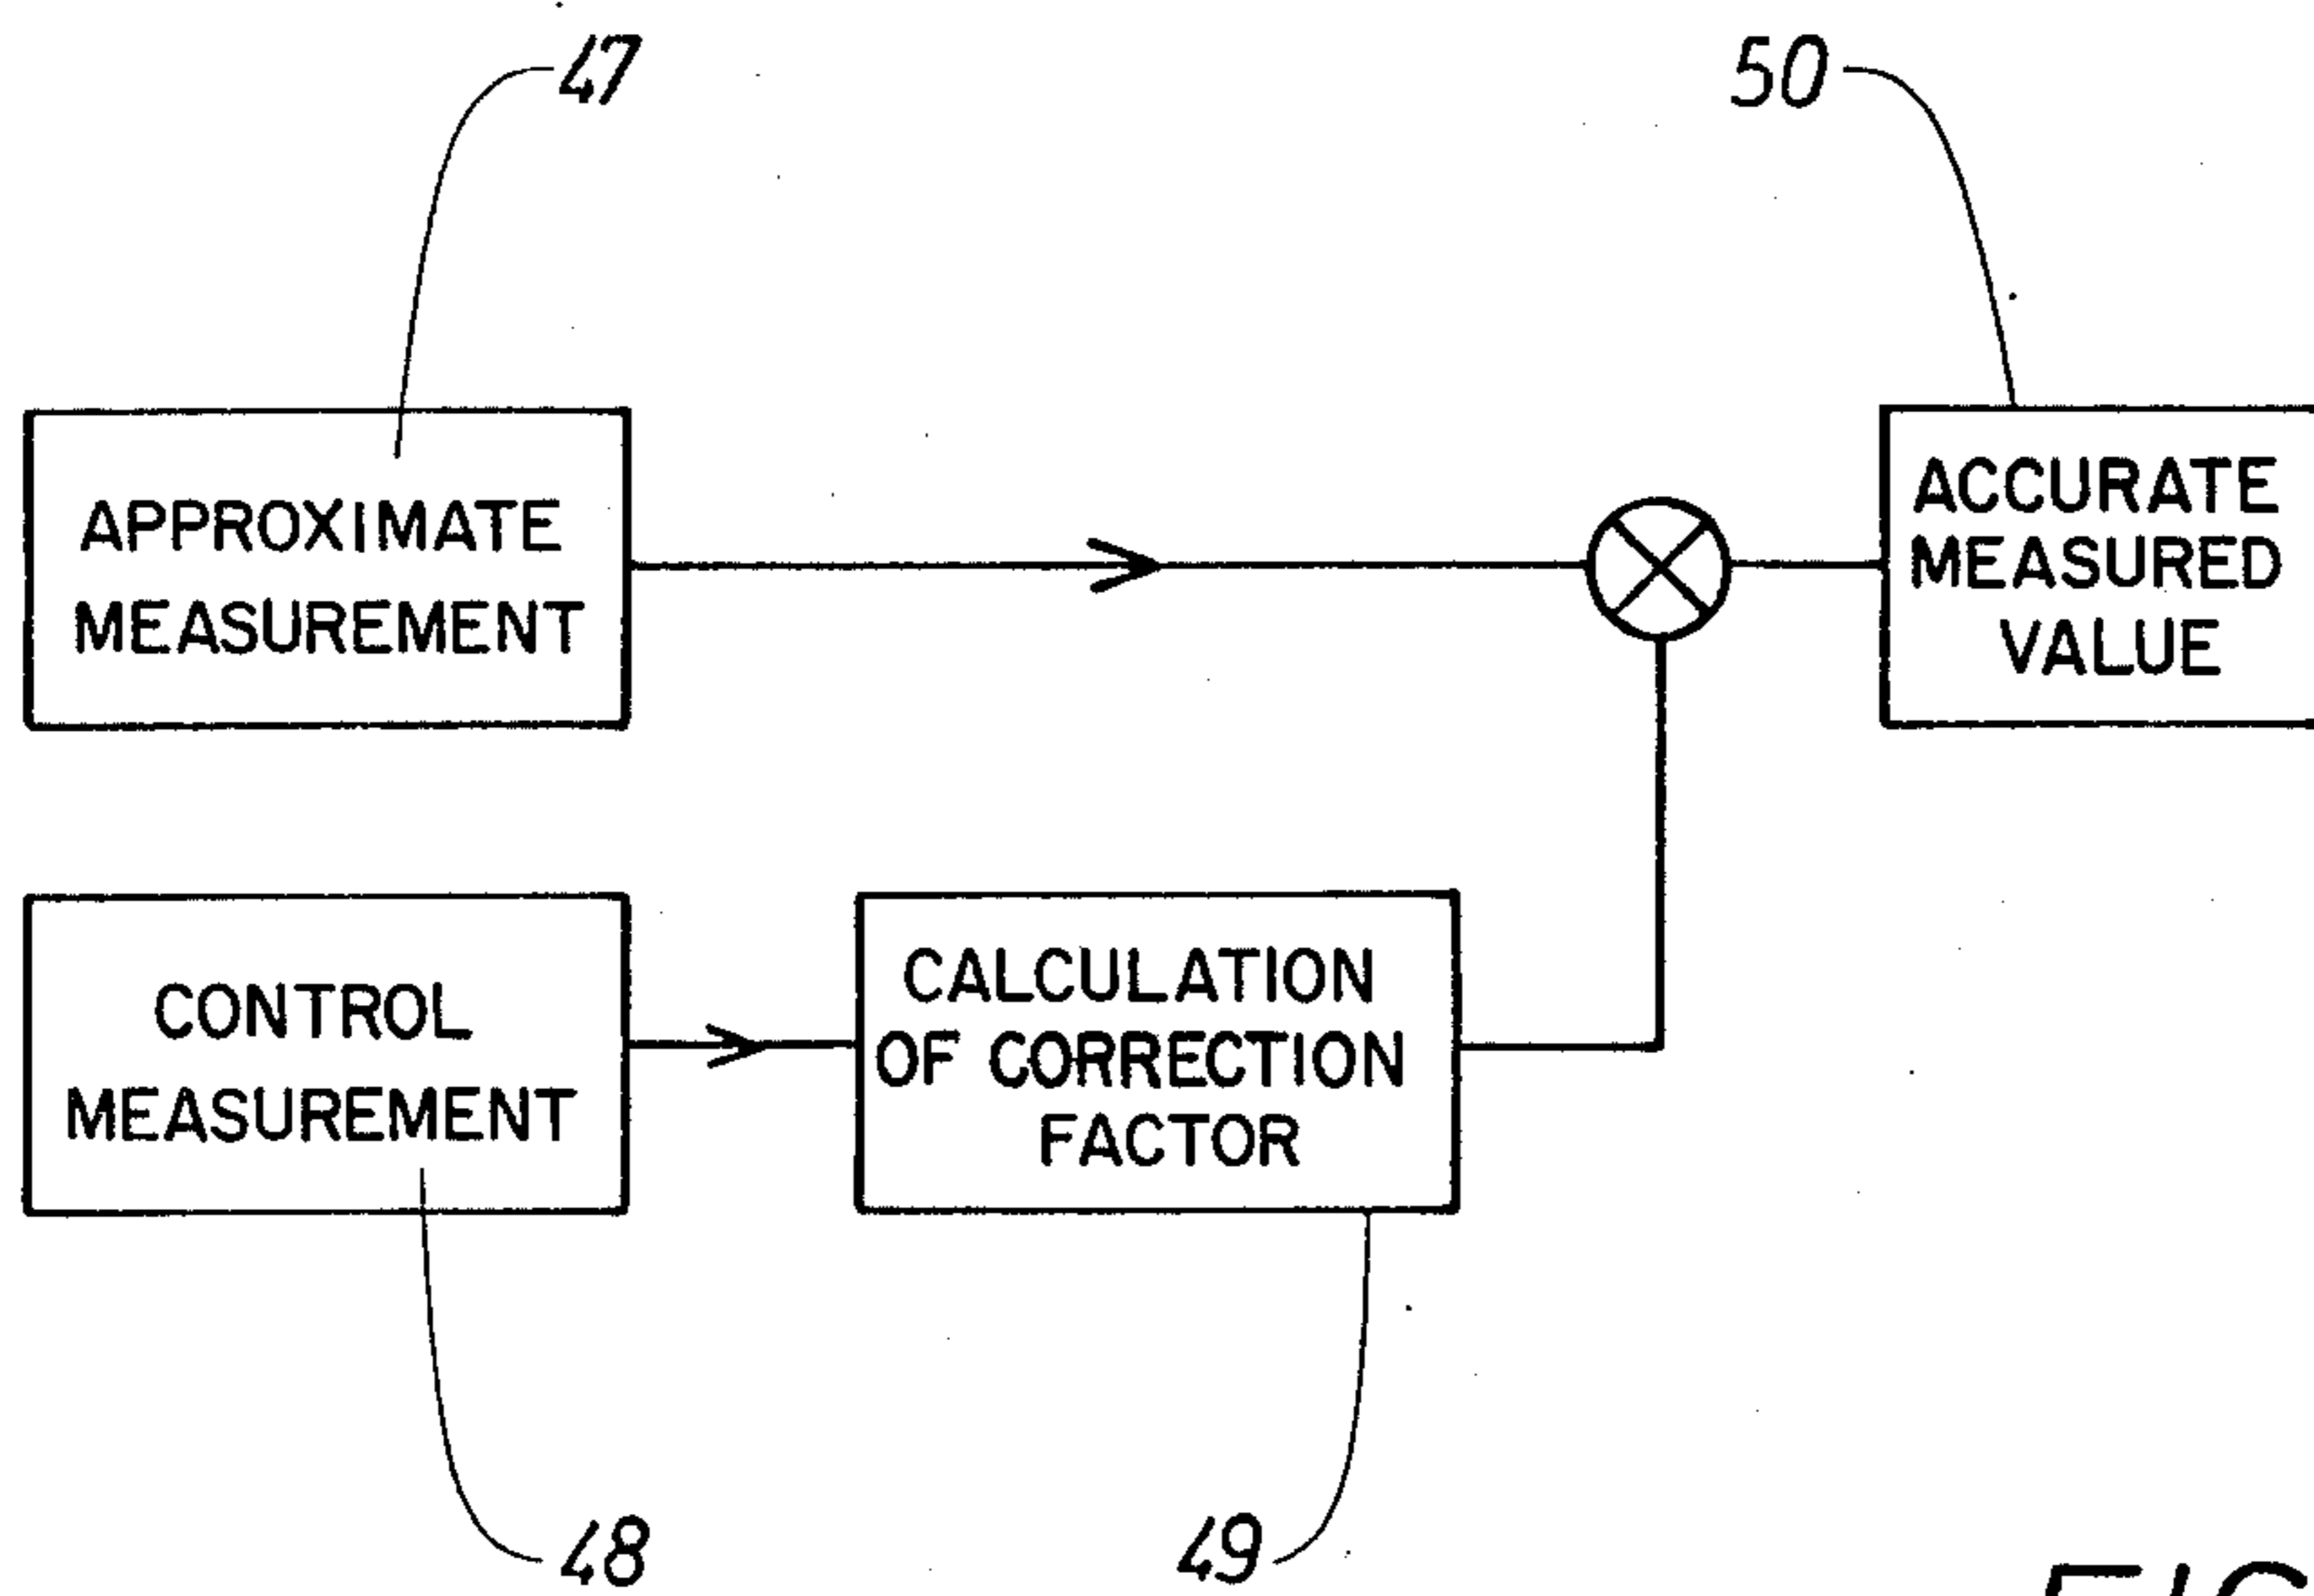 47
50
APPROXIMATE
MEASUREMENT
ACCURATE
MEASURED
VALUE
CONTROL
MEASUREMENT
CALCULATION
OF CORRECTION
FACTOR
48
49